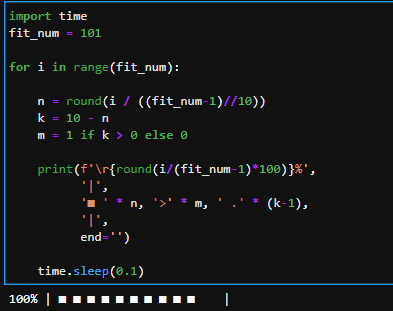 import time
fit_num = 101
for i in range(fit_num):
    n = round(i / ((fit_num-1)//10))
    k = 10 - n
    m = 1 if k > 0 else 0
    print(f'\r{round(i/(fit_num-1)*100)}%',
          '|',
          '■ ' * n, '>' * m, ' .' * (k-1),
          '|',
          end='')
    time.sleep(0.1)
100% | ■ ■ ■ ■ ■ ■ ■ ■ ■ ■    |